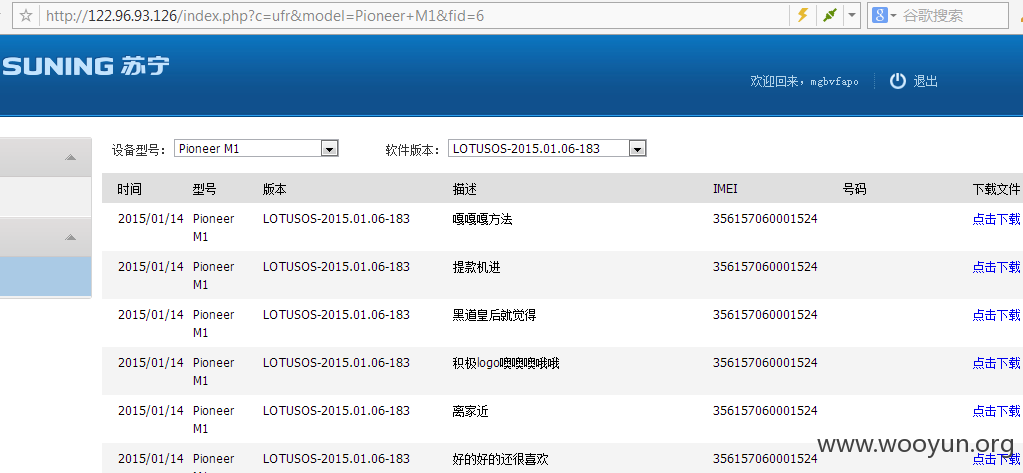 http://122.96.93.126/index.php?c=ufr&model=Pioneer+M1&fid=6 谷歌搜索
SUNING 苏宁
欢迎回来，mgbvfapo 退出
设备型号： Pioneer M1 软件版本： LOTUSOS-2015.01.06-183
时间 型号 版本 描述 IMEI 号码 下载文件
2015/01/14 Pioneer M1 LOTUSOS-2015.01.06-183 嘎嘎嘎方法 356157060001524 点击下载
2015/01/14 Pioneer M1 LOTUSOS-2015.01.06-183 提款机进 356157060001524 点击下载
2015/01/14 Pioneer M1 LOTUSOS-2015.01.06-183 黑道皇后就觉得 356157060001524 点击下载
2015/01/14 Pioneer M1 LOTUSOS-2015.01.06-183 积极logo噢噢噢哦哦 356157060001524 点击下载
2015/01/14 Pioneer M1 LOTUSOS-2015.01.06-183 离家近 356157060001524 点击下载
2015/01/14 Pioneer M1 LOTUSOS-2015.01.06-183 好的好的还很喜欢 356157060001524 点击下载
www.wooyun.org